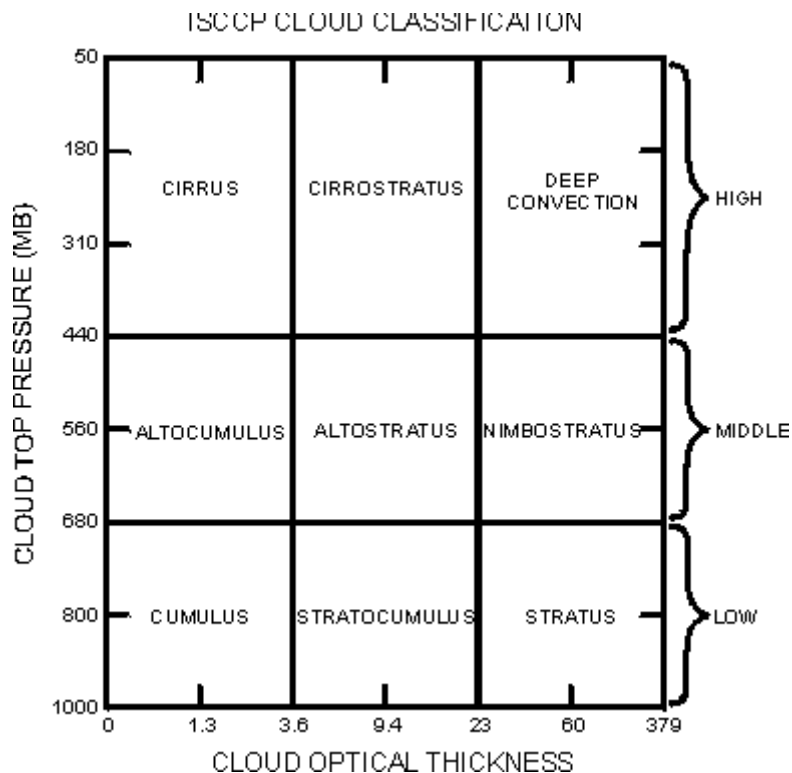 ISCCP CLOUD CLASSIFICATION
50
180
CIRRUS
CIRROSTRATUS
DEEP
CONVECTION
HIGH
310
440
560
ALTOCUMULUS
ALTOSTRATUS
NIMBOSTRATUS
MIDDLE
680
800
CUMULUS
STRATOCUMULUS
STRATUS
LOW
1000
0 1.3 3.6 9.4 23 60 379
CLOUD OPTICAL THICKNESS
CLOUD TOP PRESSURE (MB)